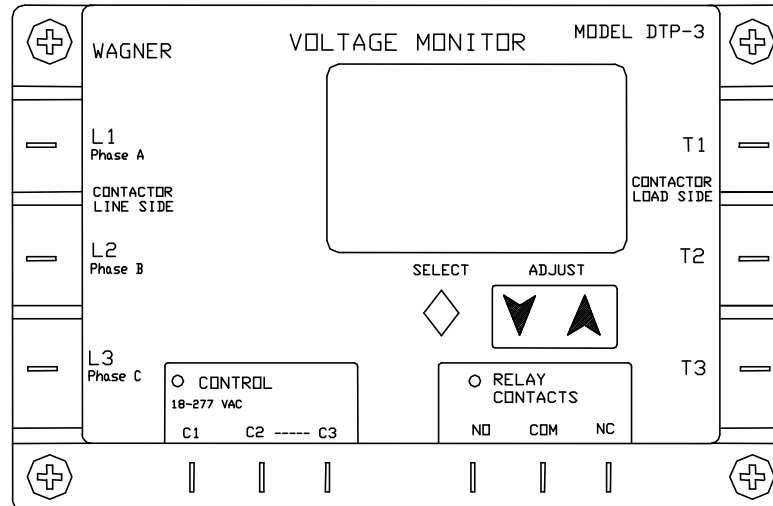 WAGNER
VOLTAGE MONITOR
MODEL DTP-3
L1
Phase A
T1
CONTACTOR
LINE SIDE
CONTACTOR
LOAD SIDE
L2
Phase B
T2
SELECT
ADJUST
L3
Phase C
T3
CONTROL
18-277 VAC
C1 C2 ----- C3
RELAY
CONTACTS
NO COM NC